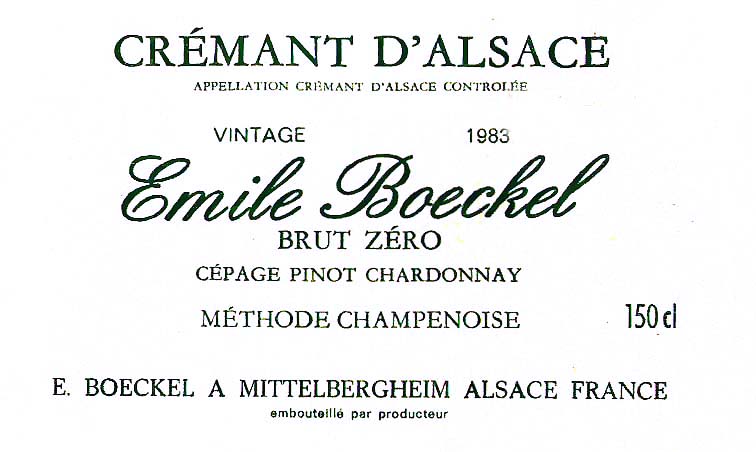 CRÉMANT D'ALSACE
APPELLATION CRÉMANT D'ALSACE CONTROLÉE
VINTAGE 1983
Emile Boeckel
BRUT ZÉRO
CÉPAGE PINOT CHARDONNAY
MÉTHODE CHAMPENOISE 150 cl
E. BOECKEL A MITTELBERGHEIM ALSACE FRANCE
embouteillé par producteur